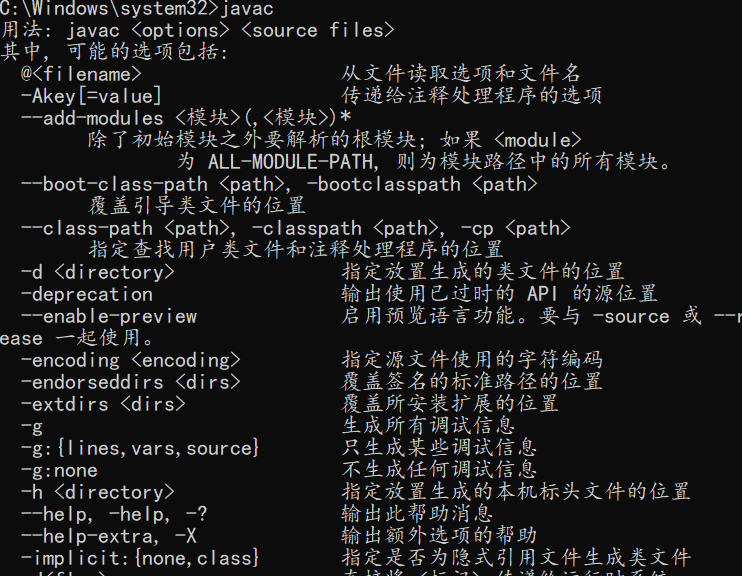 C:\Windows\system32>javac
用法: javac <options> <source files>
其中, 可能的选项包括:
@<filename> 从文件读取选项和文件名
-Akey[=value] 传递给注释处理程序的选项
--add-modules <模块>(,<模块>)*
除了初始模块之外要解析的根模块; 如果 <module>
为 ALL-MODULE-PATH, 则为模块路径中的所有模块。
--boot-class-path <path>, -bootclasspath <path>
覆盖引导类文件的位置
--class-path <path>, -classpath <path>, -cp <path>
指定查找用户类文件和注释处理程序的位置
-d <directory> 指定放置生成的类文件的位置
-deprecation 输出使用已过时的 API 的源位置
--enable-preview 启用预览语言功能。要与 -source 或 --r
ease 一起使用。
-encoding <encoding> 指定源文件使用的字符编码
-endorseddirs <dirs> 覆盖签名的标准路径的位置
-extdirs <dirs> 覆盖所安装扩展的位置
-g 生成所有调试信息
-g:{lines,vars,source} 只生成某些调试信息
-g:none 不生成任何调试信息
-h <directory> 指定放置生成的本机标头文件的位置
--help, -help, -? 输出此帮助消息
--help-extra, -X 输出额外选项的帮助
-implicit:{none,class} 指定是否为隐式引用文件生成类文件